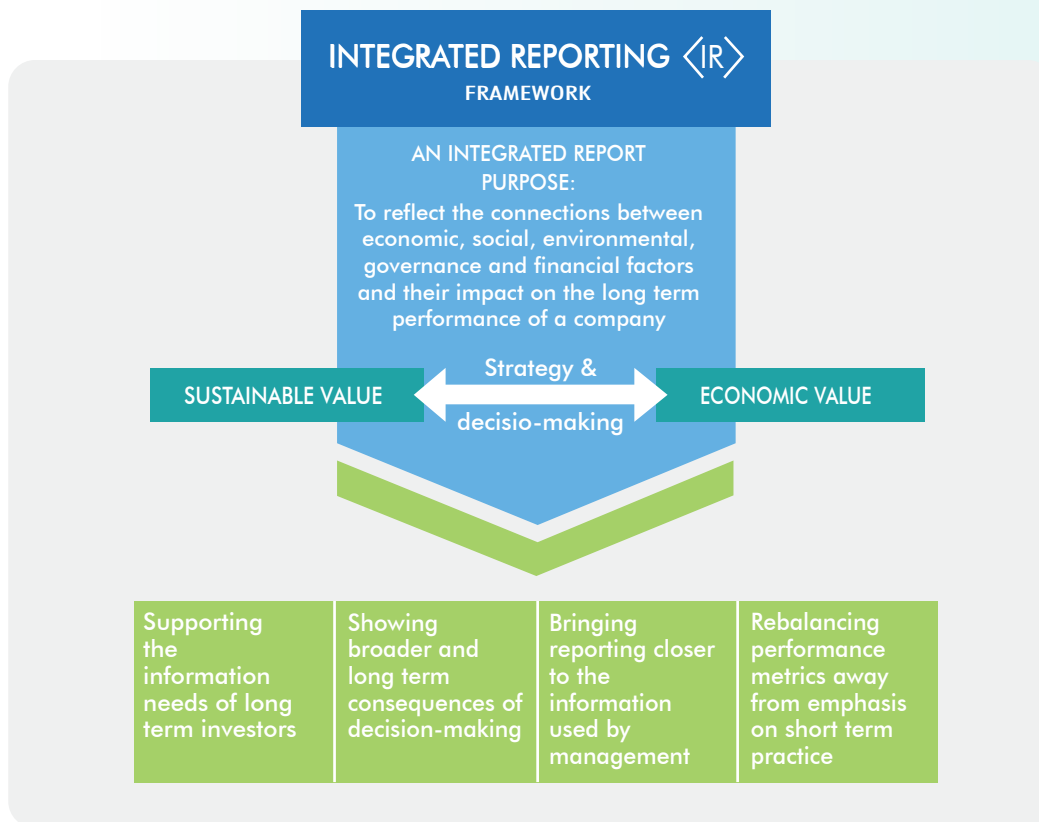 INTEGRATED REPORTING <IR>
FRAMEWORK
AN INTEGRATED REPORT
PURPOSE:
To reflect the connections between
economic, social, environmental,
governance and financial factors
and their impact on the long term
performance of a company
SUSTAINABLE VALUE
Strategy &
decisio-making
ECONOMIC VALUE
Supporting
the
information
needs of long
term investors
Showing
broader and
long term
consequences of
decision-making
Bringing
reporting closer
to the
information
used by
management
Rebalancing
performance
metrics away
from emphasis
on short term
practice